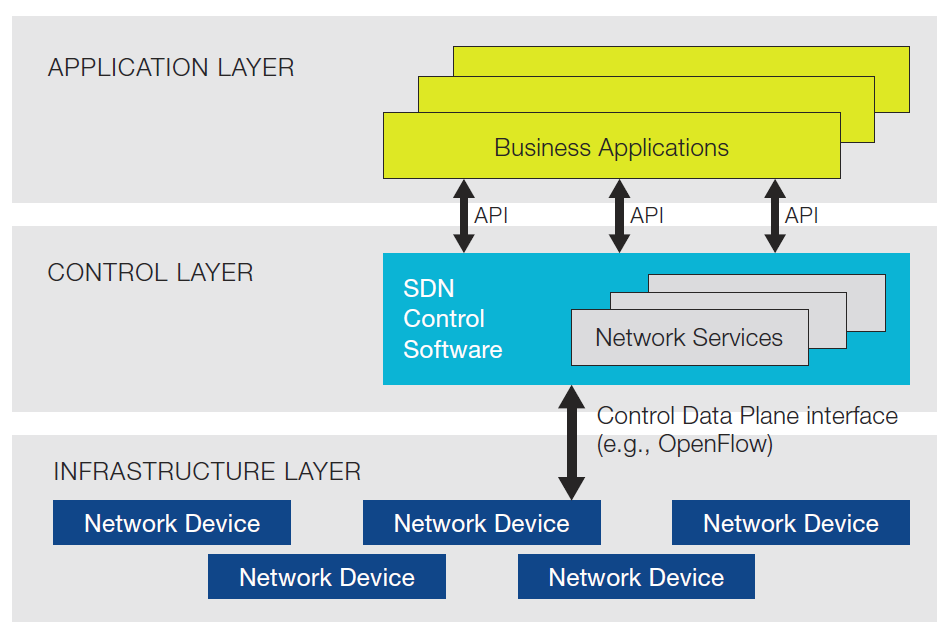 APPLICATION LAYER
Business Applications
API
API
API
CONTROL LAYER
SDN
Control
Software
Network Services
Control Data Plane interface
(e.g., OpenFlow)
INFRASTRUCTURE LAYER
Network Device
Network Device
Network Device
Network Device
Network Device